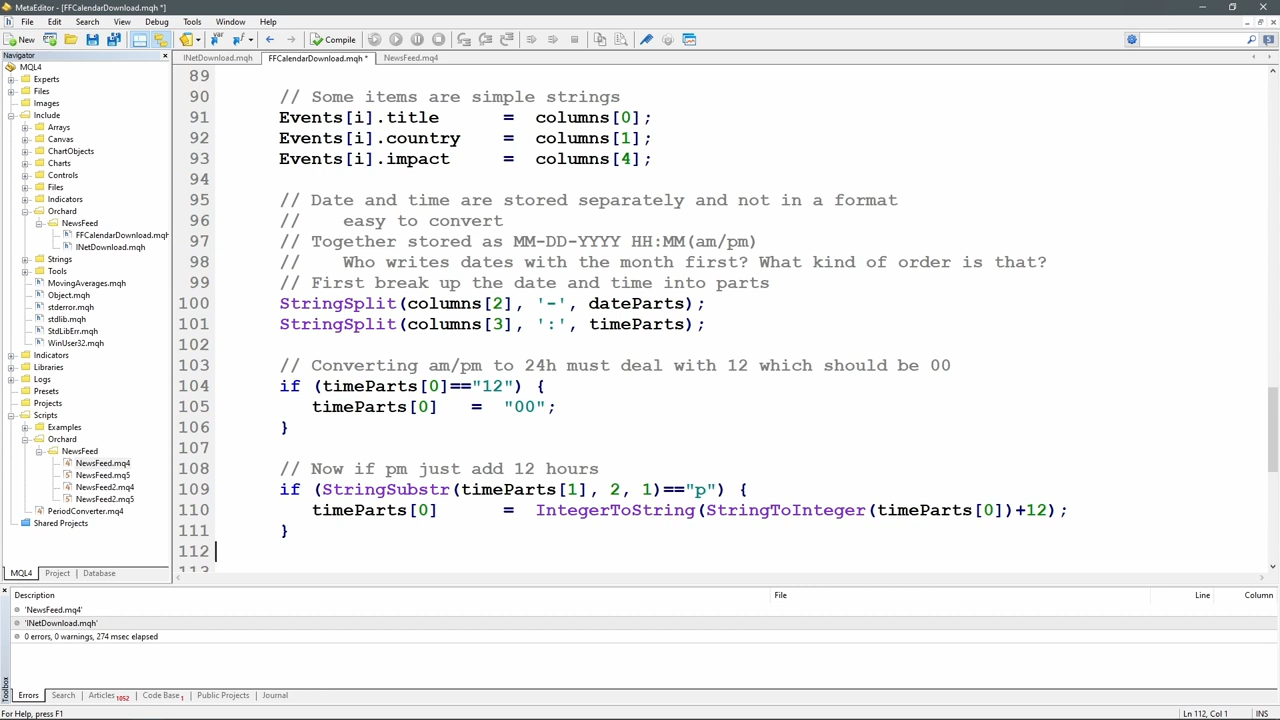 MetaEditor - [FFCalendarDownload.mqh *]
File Edit Search View Debug Tools Window Help
New Compile
Navigator
INetDownload.mqh FFCalendarDownload.mqh * NewsFeed.mq4
MQL4
Experts
Files
Images
Include
Arrays
Canvas
ChartObjects
Charts
Controls
Files
Indicators
Orchard
NewsFeed
FFCalendarDownload.mqh
INetDownload.mqh
Strings
Tools
MovingAverages.mqh
Object.mqh
stderror.mqh
stdlib.mqh
StdLibErr.mqh
WinUser32.mqh
Indicators
Libraries
Logs
Presets
Projects
Scripts
Examples
Orchard
NewsFeed
NewsFeed.mq4
NewsFeed.mq5
NewsFeed2.mq4
NewsFeed2.mq5
PeriodConverter.mq4
Shared Projects
MQL4 Project Database
89
90 // Some items are simple strings
91 Events[i].title = columns[0];
92 Events[i].country = columns[1];
93 Events[i].impact = columns[4];
94
95 // Date and time are stored separately and not in a format
96 // easy to convert
97 // Together stored as MM-DD-YYYY HH:MM(am/pm)
98 // Who writes dates with the month first? What kind of order is that?
99 // First break up the date and time into parts
100 StringSplit(columns[2], '-', dateParts);
101 StringSplit(columns[3], ':', timeParts);
102
103 // Converting am/pm to 24h must deal with 12 which should be 00
104 if (timeParts[0]=="12") {
105 timeParts[0] = "00";
106 }
107
108 // Now if pm just add 12 hours
109 if (StringSubstr(timeParts[1], 2, 1)=="p") {
110 timeParts[0] = IntegerToString(StringToInteger(timeParts[0])+12);
111 }
112
113
Description File Line Column
'NewsFeed.mq4'
'INetDownload.mqh'
0 errors, 0 warnings, 274 msec elapsed
Toolbox
Errors Search Articles 1052 Code Base 1 Public Projects Journal
For Help, press F1 Ln 112, Col 1 INS